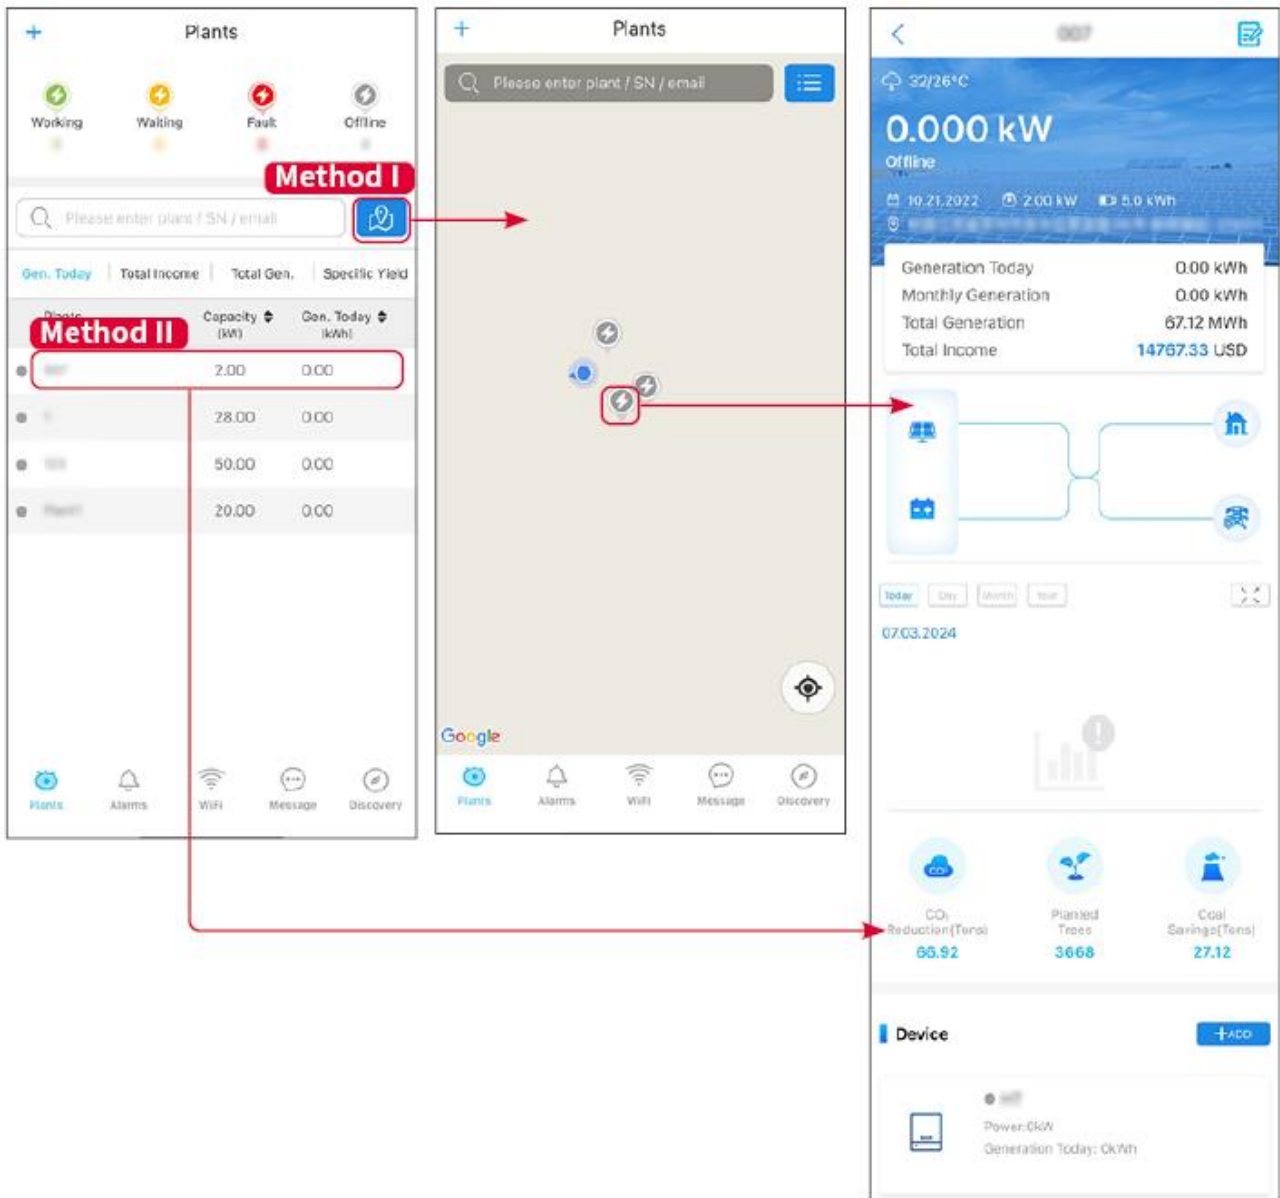 Plants
Working
Waiting
Fault
Offline
Method I
Please enter plant / SN / email
Gen. Today
Total Income
Total Gen.
Specific Yield
Plants
Capacity
(kW)
Gen. Today
(kWh)
Method II
2.00
0.00
28.00
0.00
50.00
0.00
20.00
0.00
Plants
Alarms
WiFi
Message
Discovery
Plants
Please enter plant / SN / email
Google
Plants
Alarms
WiFi
Message
Discovery
007
32/26°C
0.000 kW
Offline
10.21.2022
2.00 kW
5.0 kWh
Generation Today
0.00 kWh
Monthly Generation
0.00 kWh
Total Generation
67.12 MWh
Total Income
14767.33 USD
Today
Day
Month
Year
07.03.2024
CO₂
Reduction(Tons)
66.92
Planted
Trees
3668
Coal
Savings(Tons)
27.12
Device
+ADD
Power:0kW
Generation Today: 0kWh